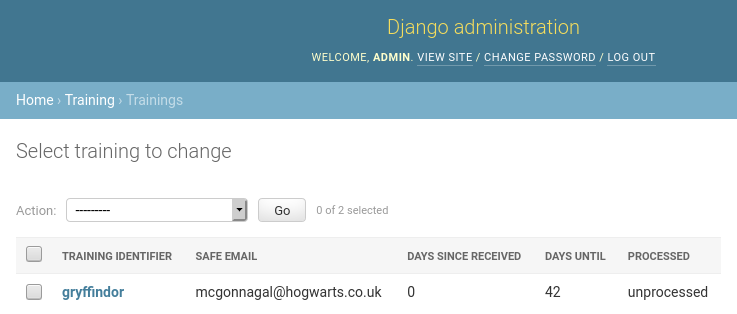 Django administration
WELCOME, ADMIN. VIEW SITE / CHANGE PASSWORD / LOG OUT
Home › Training › Trainings
Select training to change
Action: --------- Go 0 of 2 selected
TRAINING IDENTIFIER SAFE EMAIL DAYS SINCE RECEIVED DAYS UNTIL PROCESSED
gryffindor mcgonnagal@hogwarts.co.uk 0 42 unprocessed